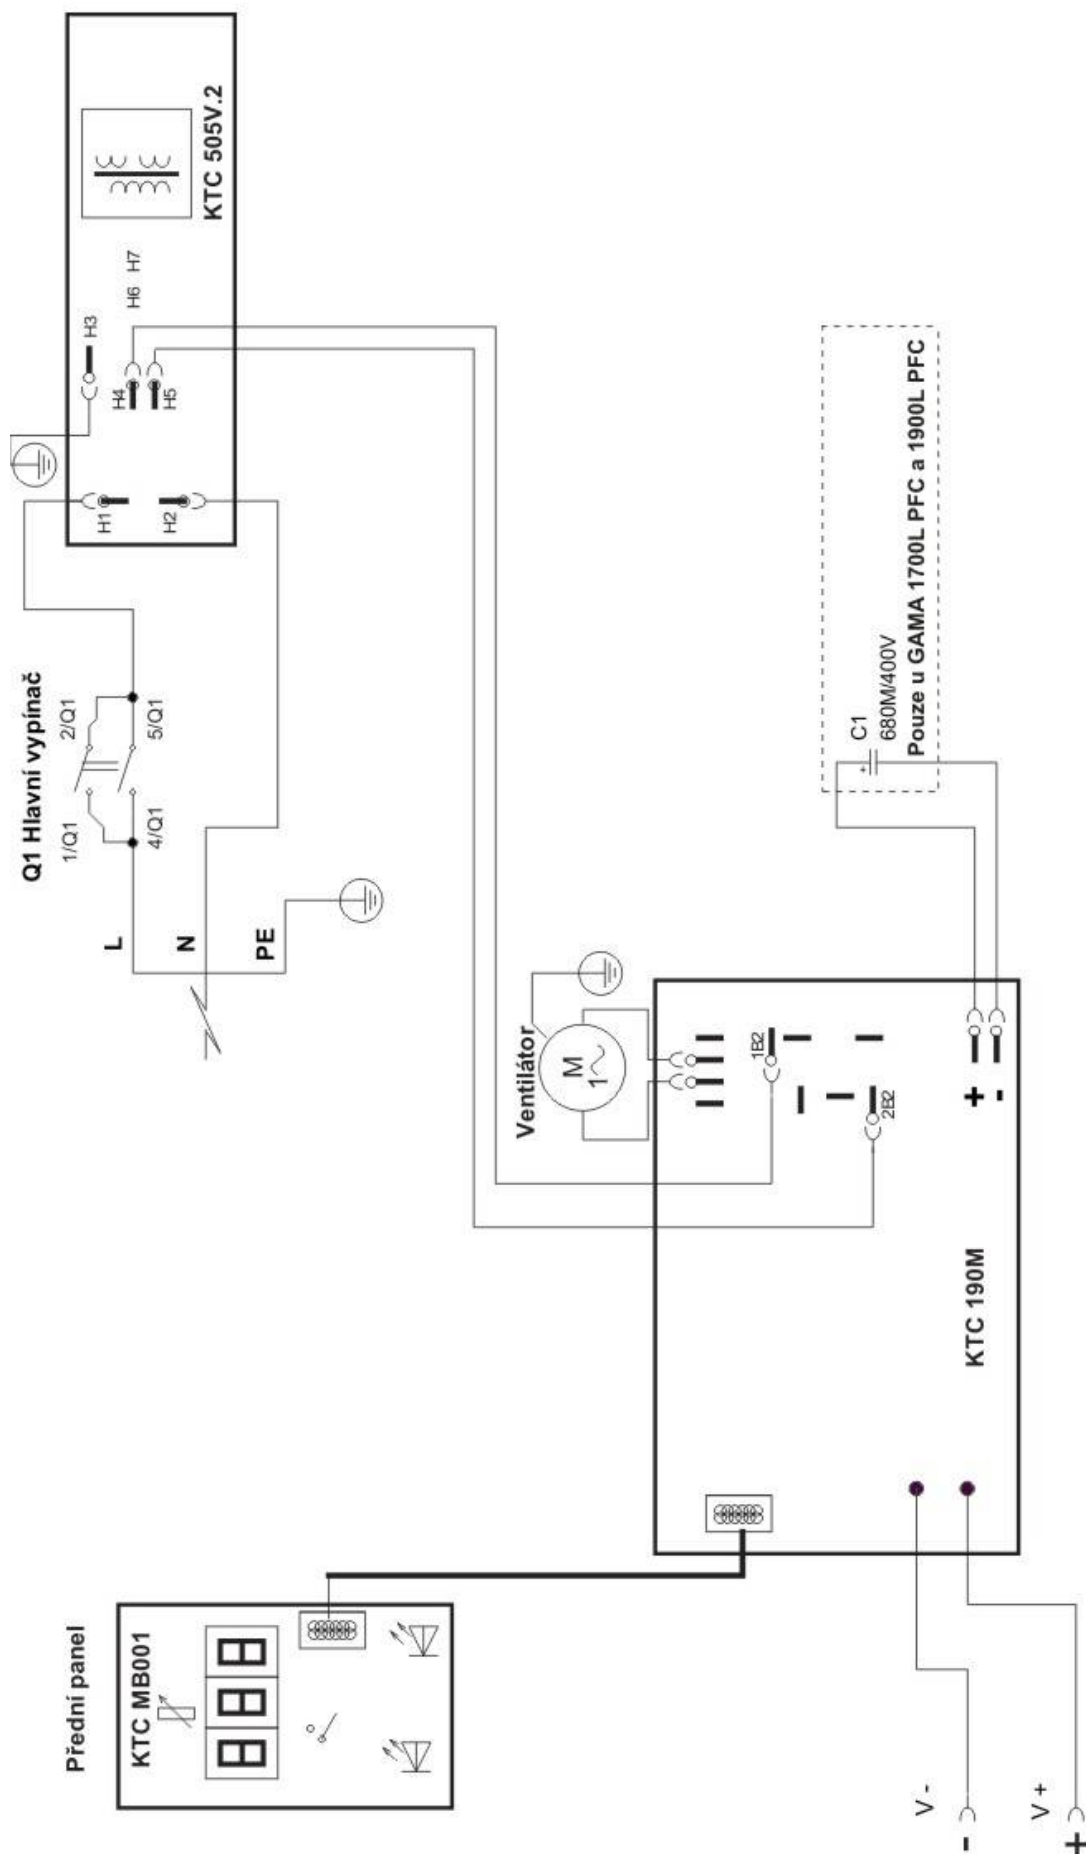 Přední panel
KTC MB001
V -
-
V +
+
KTC 190M
Ventilátor
M
1
1B2
2B2
+
-
L
N
PE
Q1 Hlavní vypínač
1/Q1
2/Q1
4/Q1
5/Q1
H1
H2
H3
H4
H5
H6
H7
KTC 505V.2
+
C1
680M/400V
Pouze u GAMA 1700L PFC a 1900L PFC